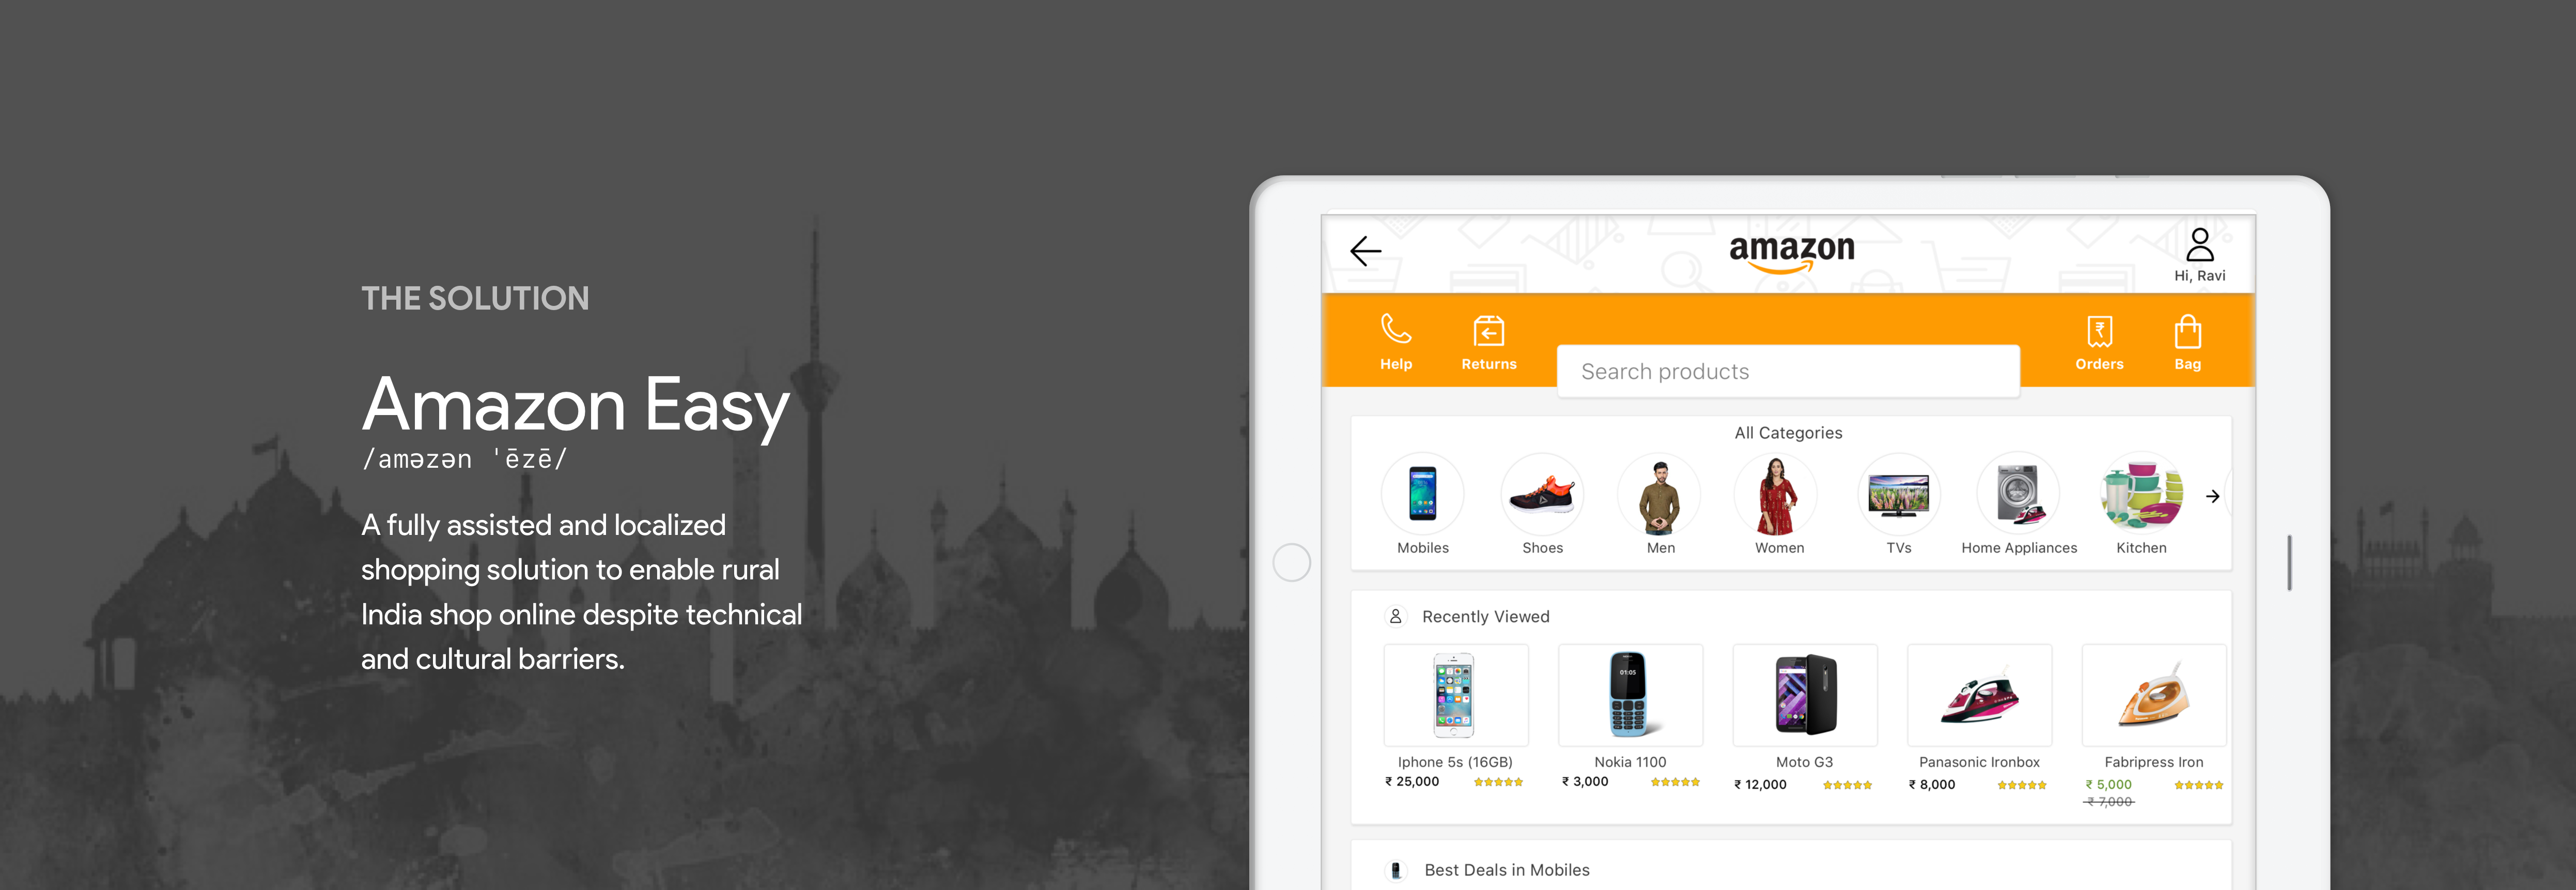 THE SOLUTION
Amazon Easy
/aməzən ˈēzē/
A fully assisted and localized
shopping solution to enable rural
India shop online despite technical
and cultural barriers.
amazon
Hi, Ravi
Help
Returns
Search products
Orders
Bag
All Categories
Mobiles
Shoes
Men
Women
TVs
Home Appliances
Kitchen
Recently Viewed
01:05
Iphone 5s (16GB)
₹ 25,000
Nokia 1100
₹ 3,000
Moto G3
₹ 12,000
Panasonic Ironbox
₹ 8,000
Fabripress Iron
₹ 5,000
₹ 7,000
Best Deals in Mobiles